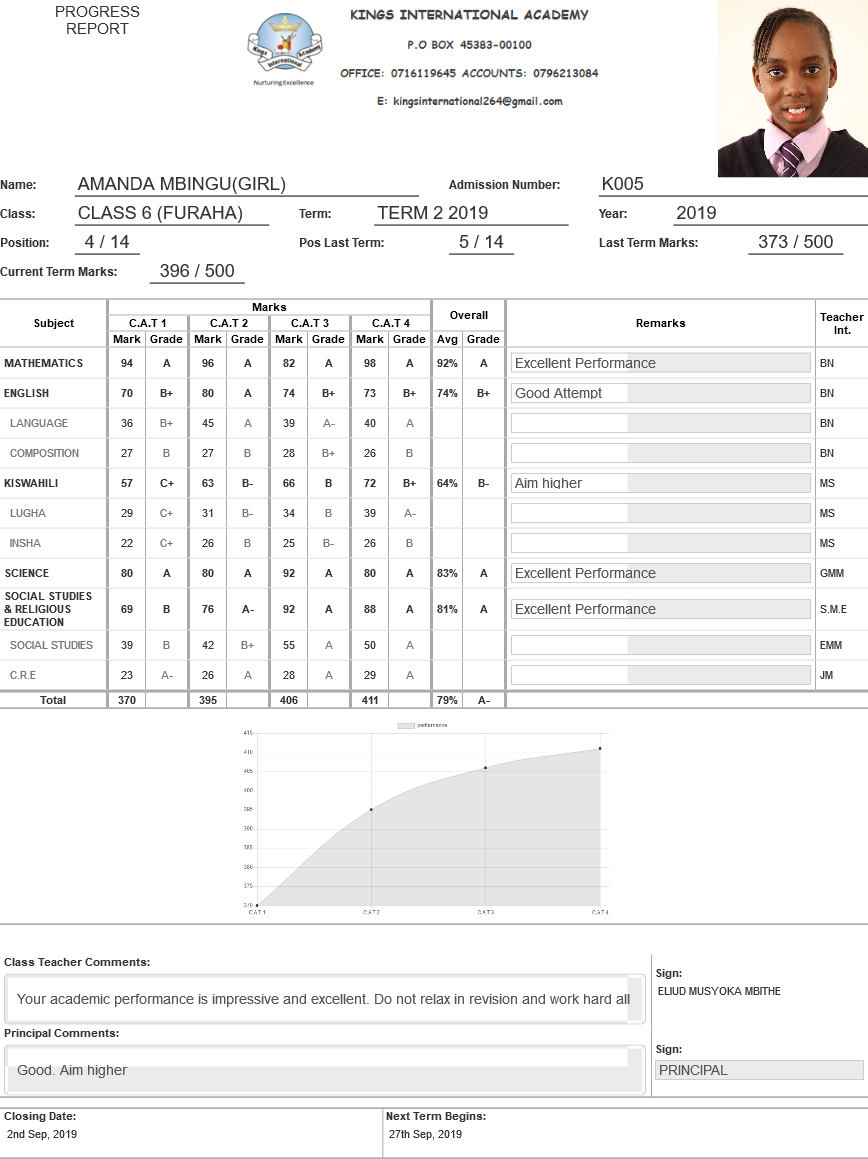 PROGRESS
REPORT
Kings International Academy
Nurturing Excellence
KINGS INTERNATIONAL ACADEMY
P.O BOX 45383-00100
OFFICE: 0716119645 ACCOUNTS: 0796213084
E: kingsinternational264@gmail.com
Name: AMANDA MBINGU(GIRL) Admission Number: K005
Class: CLASS 6 (FURAHA) Term: TERM 2 2019 Year: 2019
Position: 4 / 14 Pos Last Term: 5 / 14 Last Term Marks: 373 / 500
Current Term Marks: 396 / 500
Marks
Subject C.A.T 1 C.A.T 2 C.A.T 3 C.A.T 4 Overall Remarks Teacher Int.
Mark Grade Mark Grade Mark Grade Mark Grade Avg Grade
MATHEMATICS 94 A 96 A 82 A 98 A 92% A Excellent Performance BN
ENGLISH 70 B+ 80 A 74 B+ 73 B+ 74% B+ Good Attempt BN
LANGUAGE 36 B+ 45 A 39 A- 40 A BN
COMPOSITION 27 B 27 B 28 B+ 26 B BN
KISWAHILI 57 C+ 63 B- 66 B 72 B+ 64% B- Aim higher MS
LUGHA 29 C+ 31 B- 34 B 39 A- MS
INSHA 22 C+ 26 B 25 B- 26 B MS
SCIENCE 80 A 80 A 92 A 80 A 83% A Excellent Performance GMM
SOCIAL STUDIES
& RELIGIOUS 69 B 76 A- 92 A 88 A 81% A Excellent Performance S.M.E
EDUCATION
SOCIAL STUDIES 39 B 42 B+ 55 A 50 A EMM
C.R.E 23 A- 26 A 28 A 29 A JM
Total 370 395 406 411 79% A-
performance
415
410
405
400
395
390
385
380
375
370
CAT1 CAT2 CAT3 CAT4
Class Teacher Comments:
Your academic performance is impressive and excellent. Do not relax in revision and work hard all
Sign:
ELIUD MUSYOKA MBITHE
Principal Comments:
Good. Aim higher
Sign:
PRINCIPAL
Closing Date: Next Term Begins:
2nd Sep, 2019 27th Sep, 2019